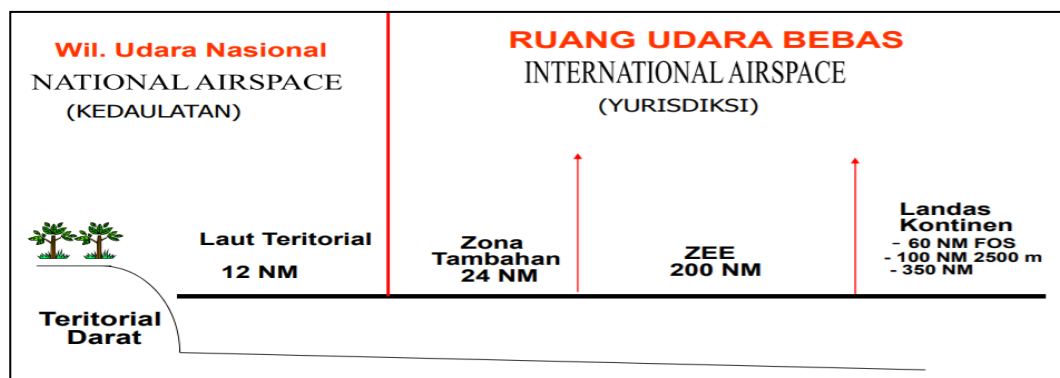 Wil. Udara Nasional
NATIONAL AIRSPACE
(KEDAULATAN)
RUANG UDARA BEBAS
INTERNATIONAL AIRSPACE
(YURISDIKSI)
Laut Teritorial
12 NM
Zona
Tambahan
24 NM
ZEE
200 NM
Landas
Kontinen
- 60 NM FOS
- 100 NM 2500 m
- 350 NM
Teritorial
Darat